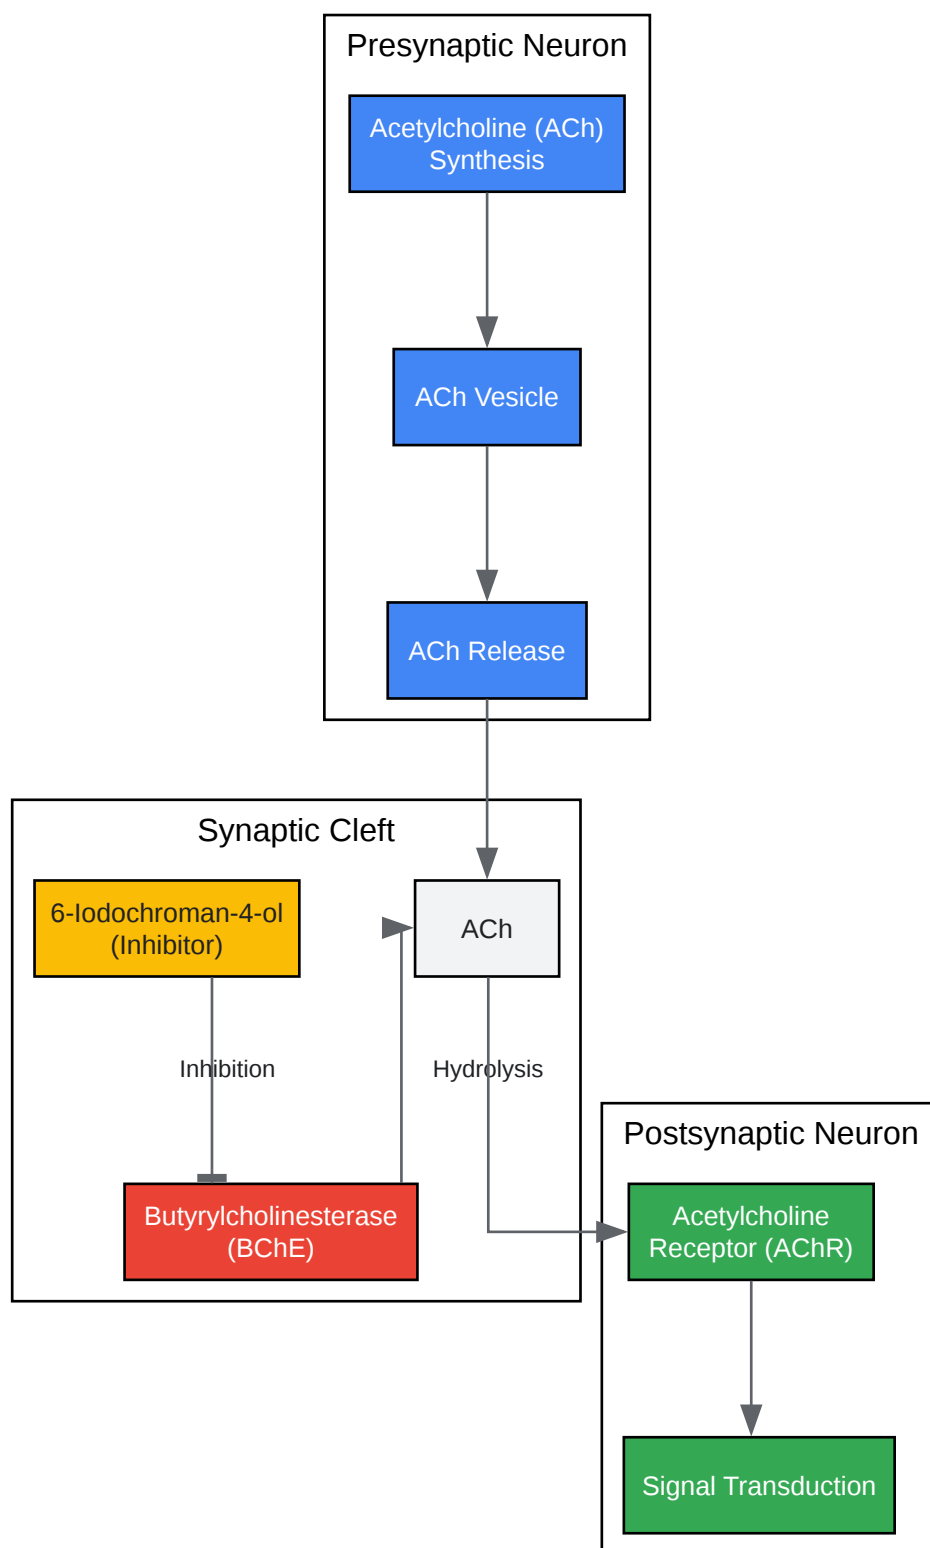 Presynaptic Neuron
Acetylcholine (ACh)
Synthesis
ACh Vesicle
ACh Release
Synaptic Cleft
6-Iodochroman-4-ol
(Inhibitor)
ACh
Inhibition
Hydrolysis
Butyrylcholinesterase
(BChE)
Postsynaptic Neuron
Acetylcholine
Receptor (AChR)
Signal Transduction